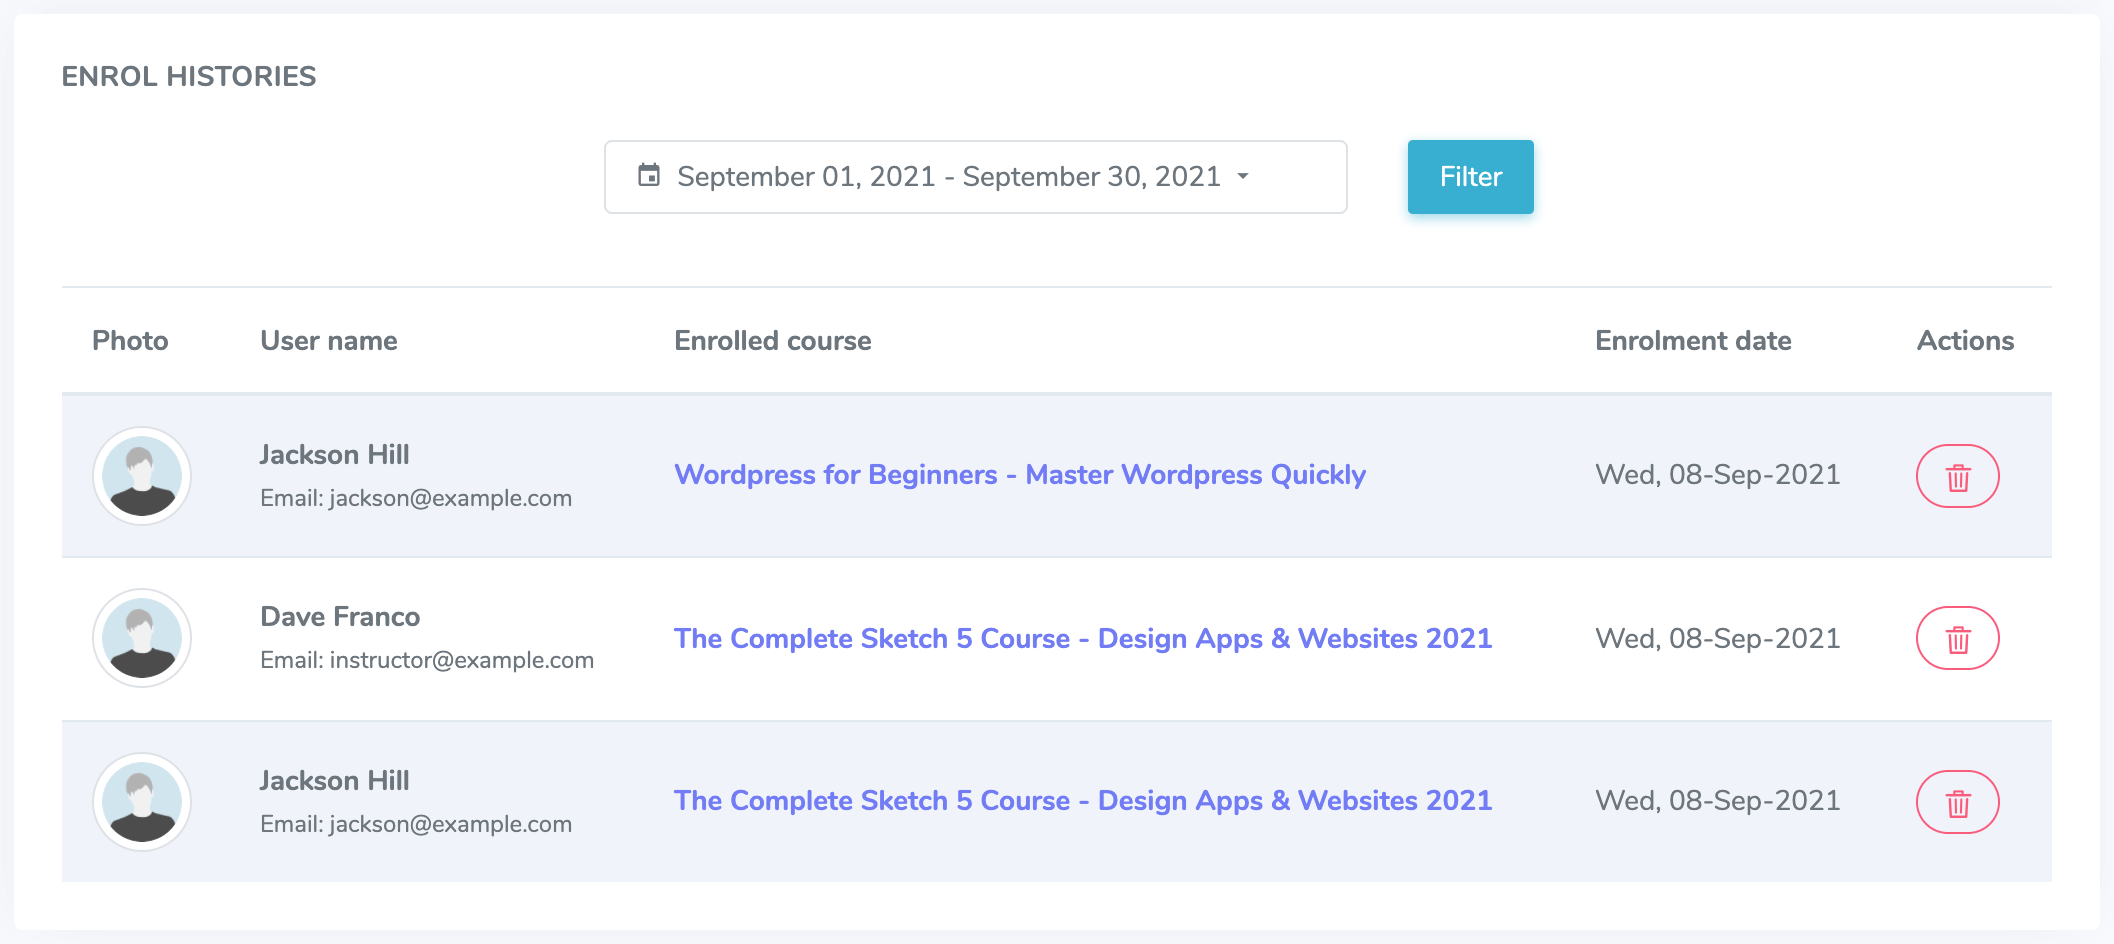 ENROL HISTORIES
September 01, 2021 - September 30, 2021
Filter
Photo User name Enrolled course Enrolment date Actions
Jackson Hill
Email: jackson@example.com
Wordpress for Beginners - Master Wordpress Quickly
Wed, 08-Sep-2021
Dave Franco
Email: instructor@example.com
The Complete Sketch 5 Course - Design Apps & Websites 2021
Wed, 08-Sep-2021
Jackson Hill
Email: jackson@example.com
The Complete Sketch 5 Course - Design Apps & Websites 2021
Wed, 08-Sep-2021